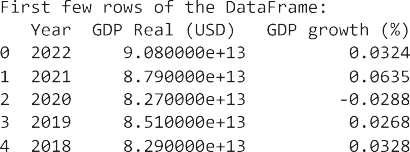 First few rows of the DataFrame:
Year GDP Real (USD) GDP growth (%)
0 2022 9.080000e+13 0.0324
1 2021 8.790000e+13 0.0635
2 2020 8.270000e+13 -0.0288
3 2019 8.510000e+13 0.0268
4 2018 8.290000e+13 0.0328